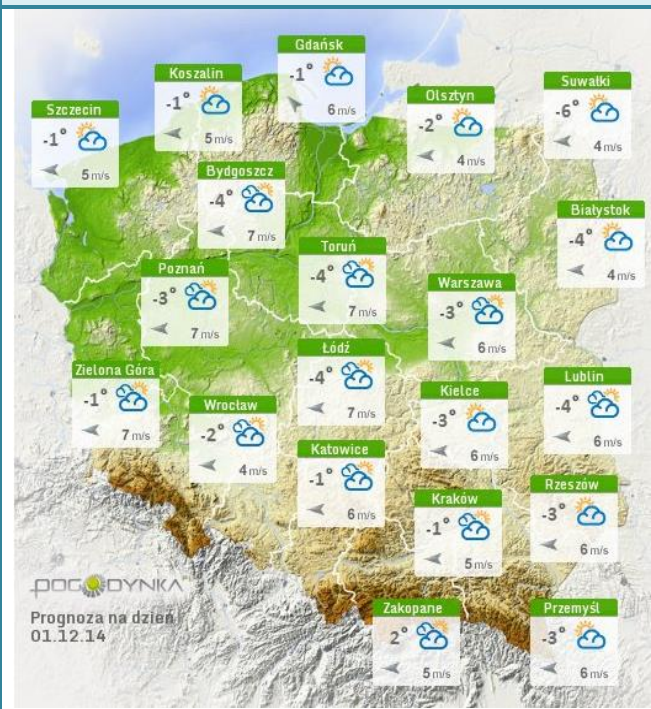 Gdańsk
-1°
6 m/s
Koszalin
-1°
5 m/s
Suwałki
-6°
4 m/s
Olsztyn
-2°
4 m/s
Szczecin
-1°
5 m/s
Bydgoszcz
-4°
7 m/s
Białystok
-4°
4 m/s
Toruń
-4°
7 m/s
Poznań
-3°
7 m/s
Warszawa
-3°
6 m/s
Łódź
-4°
7 m/s
Zielona Góra
-1°
7 m/s
Lublin
-4°
6 m/s
Kielce
-3°
6 m/s
Wrocław
-2°
4 m/s
Katowice
-1°
6 m/s
Rzeszów
-3°
6 m/s
Kraków
-1°
5 m/s
POGODYNKA
Prognoza na dzień
01.12.14
Zakopane
2°
5 m/s
Przemyśl
-3°
6 m/s